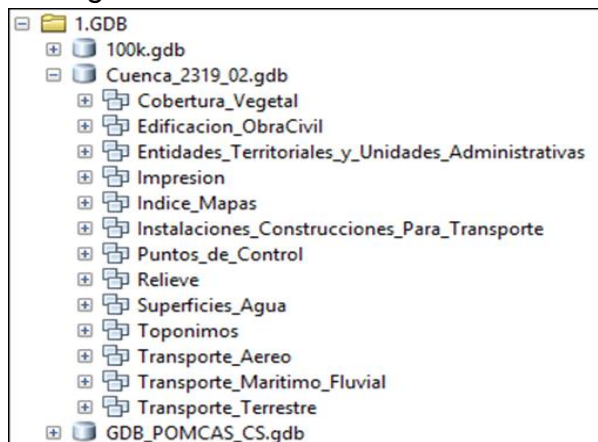 1.GDB
100k.gdb
Cuenca_2319_02.gdb
Cobertura_Vegetal
Edificacion_ObraCivil
Entidades_Territoriales_y_Unidades_Administrativas
Impresion
Indice_Mapas
Instalaciones_Construcciones_Para_Transporte
Puntos_de_Control
Relieve
Superficies_Agua
Toponimos
Transporte_Aereo
Transporte_Maritimo_Fluvial
Transporte_Terrestre
GDB_POMCAS_CS.gdb